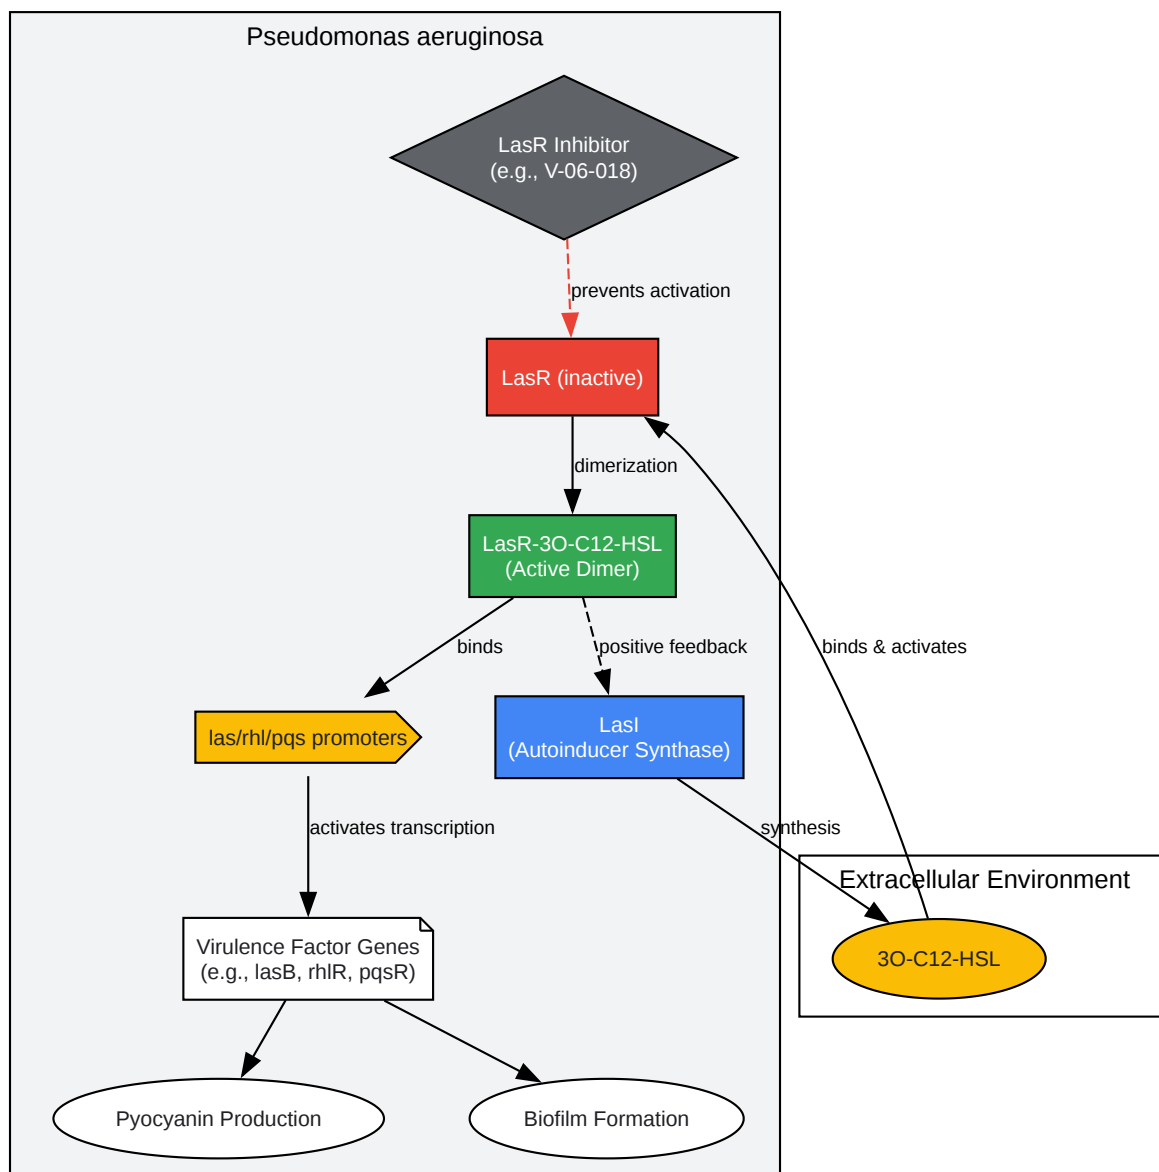 Pseudomonas aeruginosa
LasR Inhibitor
(e.g., V-06-018)
prevents activation
LasR (inactive)
dimerization
LasR-3O-C12-HSL
(Active Dimer)
binds
positive feedback
binds & activates
las/rhl/pqs promoters
LasI
(Autoinducer Synthase)
activates transcription
synthesis
Extracellular Environment
Virulence Factor Genes
(e.g., lasB, rhlR, pqsR)
3O-C12-HSL
Pyocyanin Production
Biofilm Formation